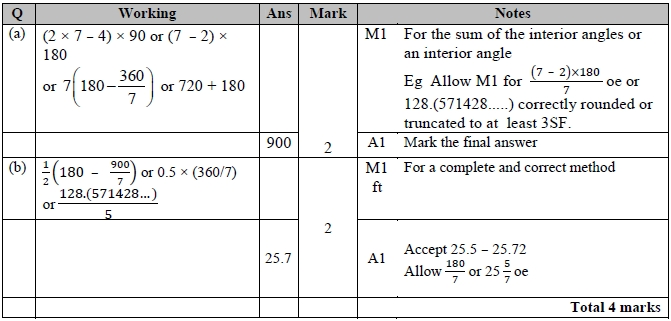 Q Working Ans Mark Notes
(a) (2 × 7 – 4) × 90 or (7 – 2) × 180
or 7(180 − 360/7) or 720 + 180
M1 For the sum of the interior angles or
an interior angle
Eg Allow M1 for (7 - 2)×180/7 oe or
128.(571428.....) correctly rounded or
truncated to at least 3SF.
900 2 A1 Mark the final answer
(b) 1/2(180 - 900/7) or 0.5 × (360/7)
or 128.(571428...)/5
M1 For a complete and correct method
ft
2
25.7 A1 Accept 25.5 – 25.72
Allow 180/7 or 25 5/7 oe
Total 4 marks